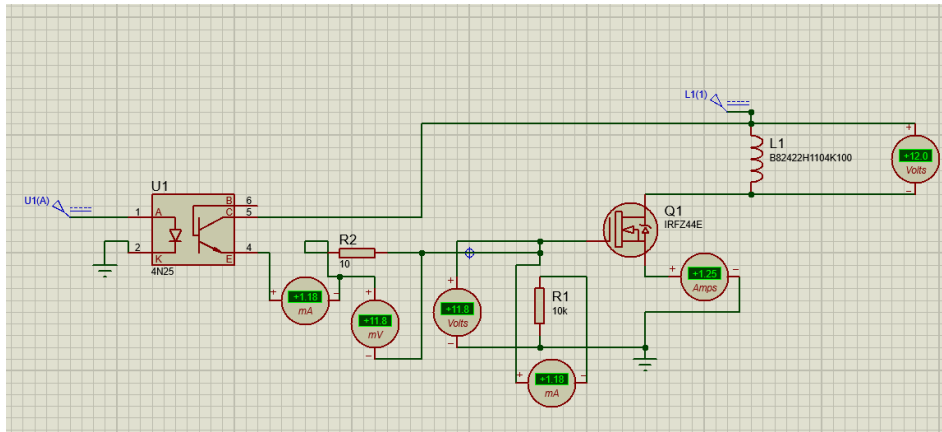 L1(1)
L1
B82422H1104K100
+
+12.0
Volts
-
U1
U1(A)
1
A
B
6
C
5
2
K
E
4
4N25
R2
10
Q1
IRFZ44E
+
+1.18
-
mA
+
+11.8
mV
-
+
+11.8
Volts
-
R1
10k
+
+1.25
-
Amps
+
+1.18
-
mA